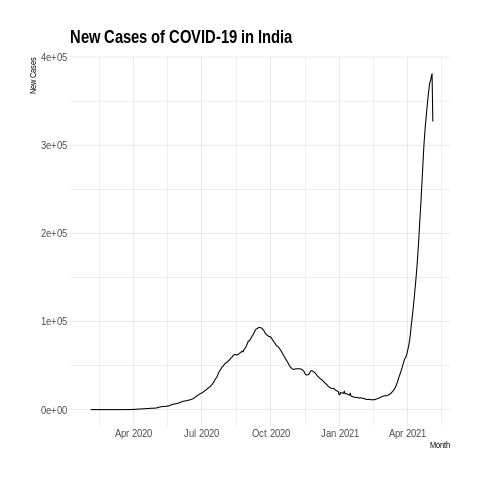 New Cases of COVID-19 in India
New Cases
4e+05
3e+05
2e+05
1e+05
0e+00
Apr 2020 Jul 2020 Oct 2020 Jan 2021 Apr 2021
Month